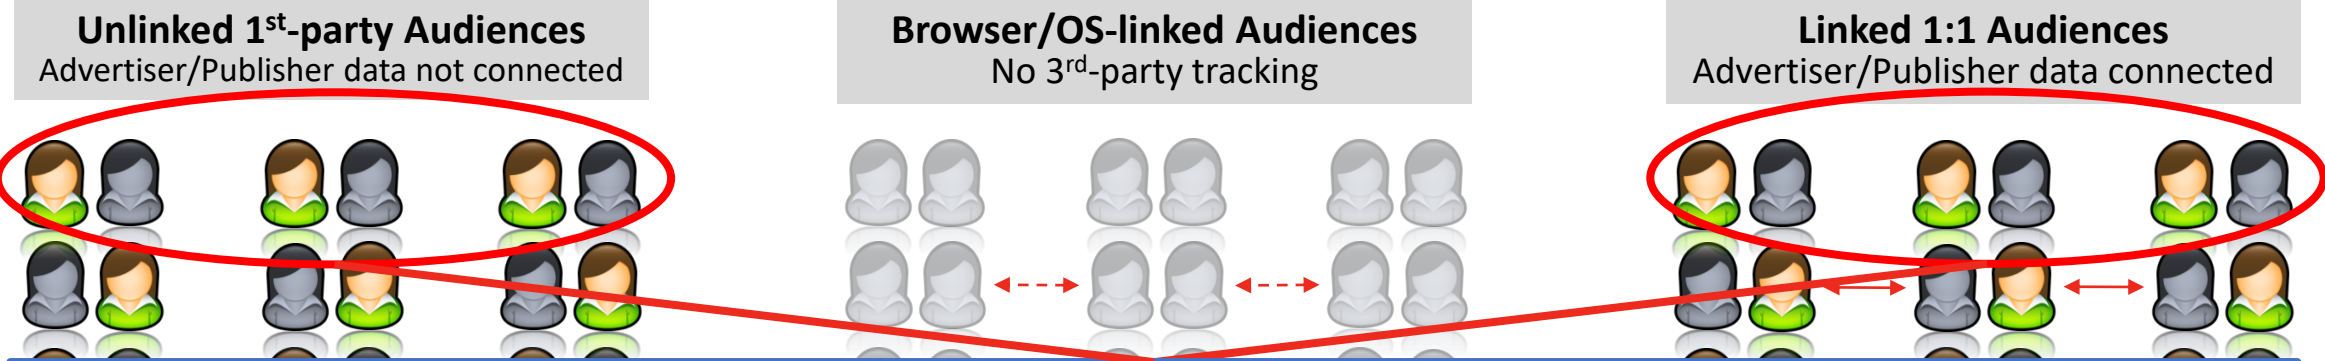 Unlinked 1st-party Audiences
Advertiser/Publisher data not connected
Browser/OS-linked Audiences
No 3rd-party tracking
Linked 1:1 Audiences
Advertiser/Publisher data connected